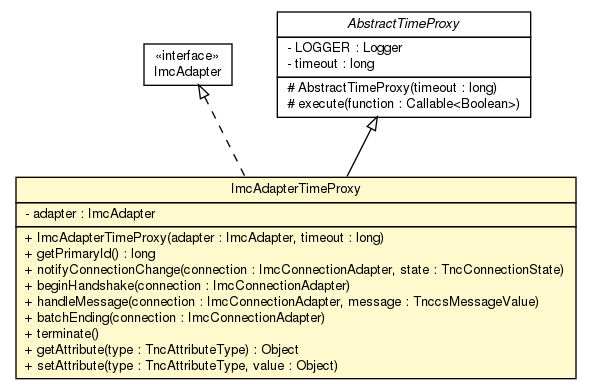 AbstractTimeProxy
- LOGGER : Logger
- timeout : long
# AbstractTimeProxy(timeout : long)
# execute(function : Callable<Boolean>)
«interface»
ImcAdapter
ImcAdapterTimeProxy
- adapter : ImcAdapter
+ ImcAdapterTimeProxy(adapter : ImcAdapter, timeout : long)
+ getPrimaryId() : long
+ notifyConnectionChange(connection : ImcConnectionAdapter, state : TncConnectionState)
+ beginHandshake(connection : ImcConnectionAdapter)
+ handleMessage(connection : ImcConnectionAdapter, message : TnccsMessageValue)
+ batchEnding(connection : ImcConnectionAdapter)
+ terminate()
+ getAttribute(type : TncAttributeType) : Object
+ setAttribute(type : TncAttributeType, value : Object)